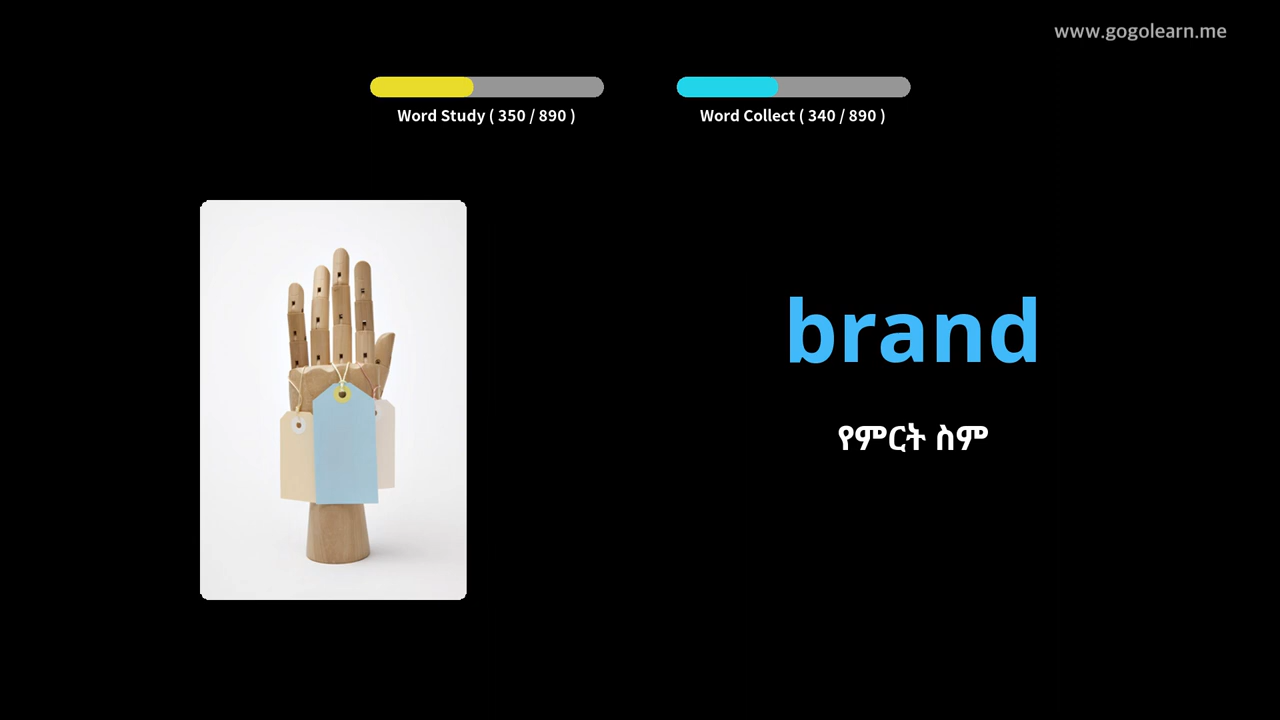 www.gogolearn.me
Word Study ( 350 / 890 )
Word Collect ( 340 / 890 )
brand
የምርት ስም